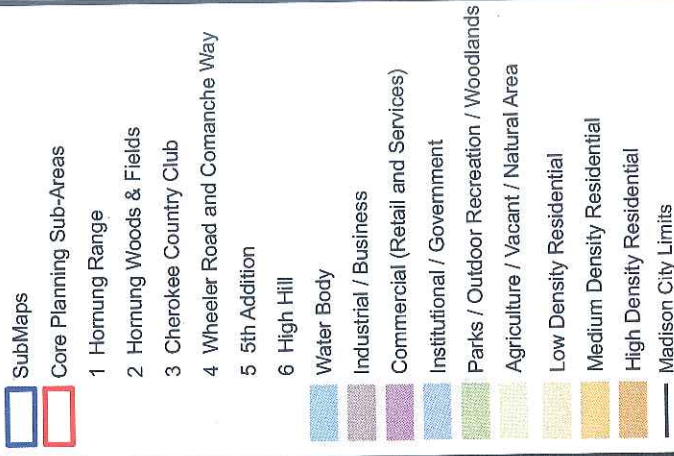 SubMaps
Core Planning Sub-Areas
1 Hornung Range
2 Hornung Woods & Fields
3 Cherokee Country Club
4 Wheeler Road and Comanche Way
5 5th Addition
6 High Hill
Water Body
Industrial / Business
Commercial (Retail and Services)
Institutional / Government
Parks / Outdoor Recreation / Woodlands
Agriculture / Vacant / Natural Area
Low Density Residential
Medium Density Residential
High Density Residential
Madison City Limits